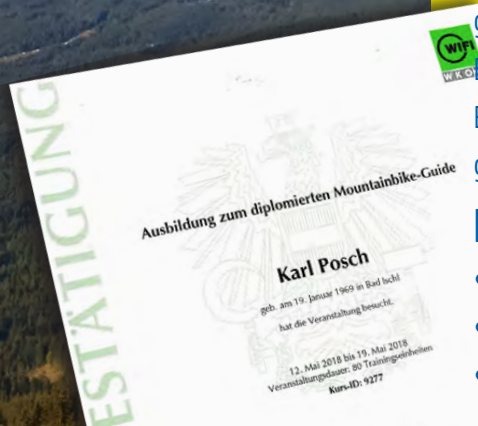 WIFI
WKO
ESTÄTIGUNG
Ausbildung zum diplomierten Mountainbike-Guide
Karl Posch
geb. am 19. Januar 1969 in Bad Ischl
hat die Veranstaltung besucht.
12. Mai 2018 bis 19. Mai 2018
Veranstaltungsdauer: 80 Trainingseinheiten
Kurs-ID: 9277